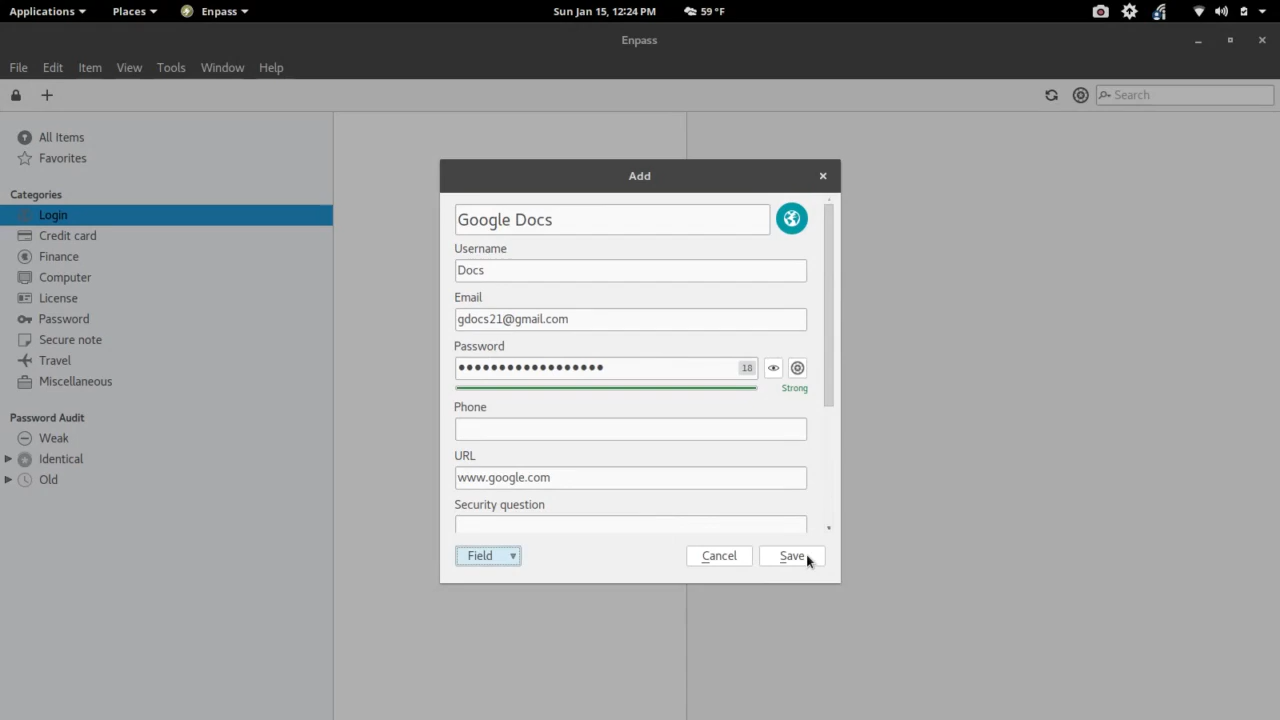 Applications Places Enpass Sun Jan 15, 12:24 PM 59 °F
Enpass
File Edit Item View Tools Window Help
Search
All Items
Favorites
Categories
Login
Credit card
Finance
Computer
License
Password
Secure note
Travel
Miscellaneous
Password Audit
Weak
Identical
Old
Add
Google Docs
Username
Docs
Email
gdocs21@gmail.com
Password
•••••••••••••••••• 18
Strong
Phone
URL
www.google.com
Security question
Field Cancel Save